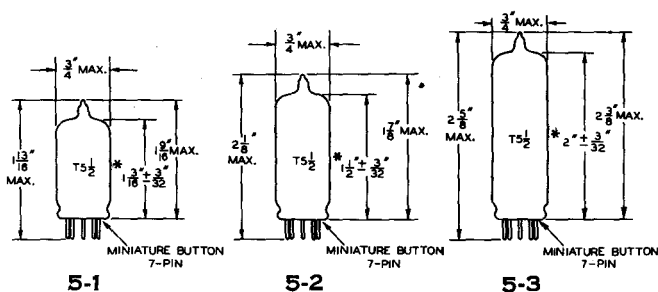 3/4" MAX.
1 13/16" MAX.
T5 1/2
*
1 3/16" ± 3/32"
1 9/16" MAX.
MINIATURE BUTTON
7-PIN
5-1
3/4" MAX.
2 1/8" MAX.
T5 1/2
*
1 1/2" ± 3/32"
1 7/8" MAX.
MINIATURE BUTTON
7-PIN
5-2
3/4" MAX.
2 5/8" MAX.
T5 1/2
*
2" ± 3/32"
2 3/8" MAX.
MINIATURE BUTTON
7-PIN
5-3